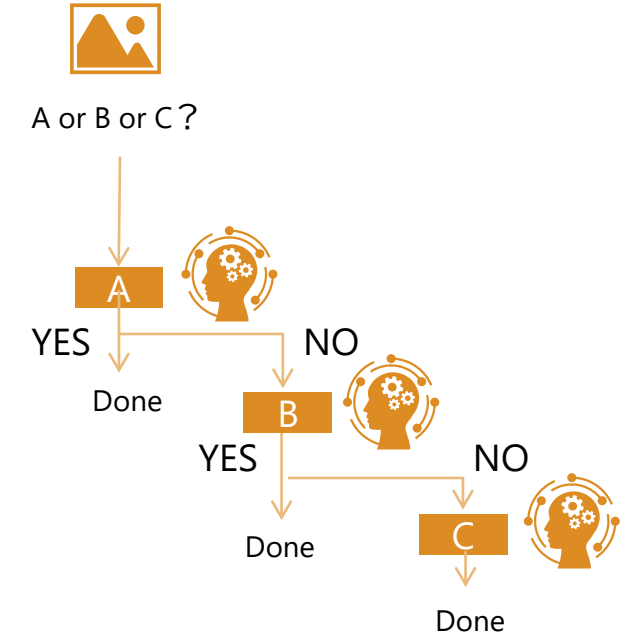 A or B or C？
A
YES
NO
Done
B
YES
NO
Done
C
Done